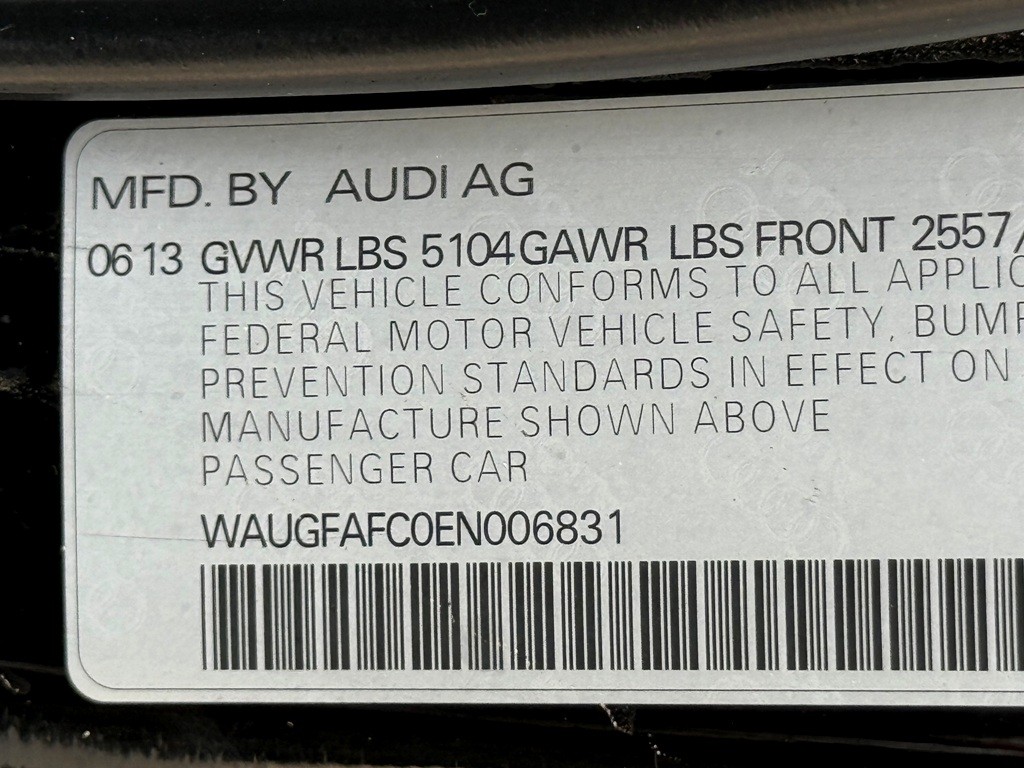 MFD. BY AUDI AG
06 13 GVWR LBS 5104 GAWR LBS FRONT 2557/
THIS VEHICLE CONFORMS TO ALL
FEDERAL MOTOR VEHICLE SAFETY,
PREVENTION STANDARDS IN EFFECT ON
MANUFACTURE SHOWN ABOVE
PASSENGER CAR
WAUGFAFC0EN006831